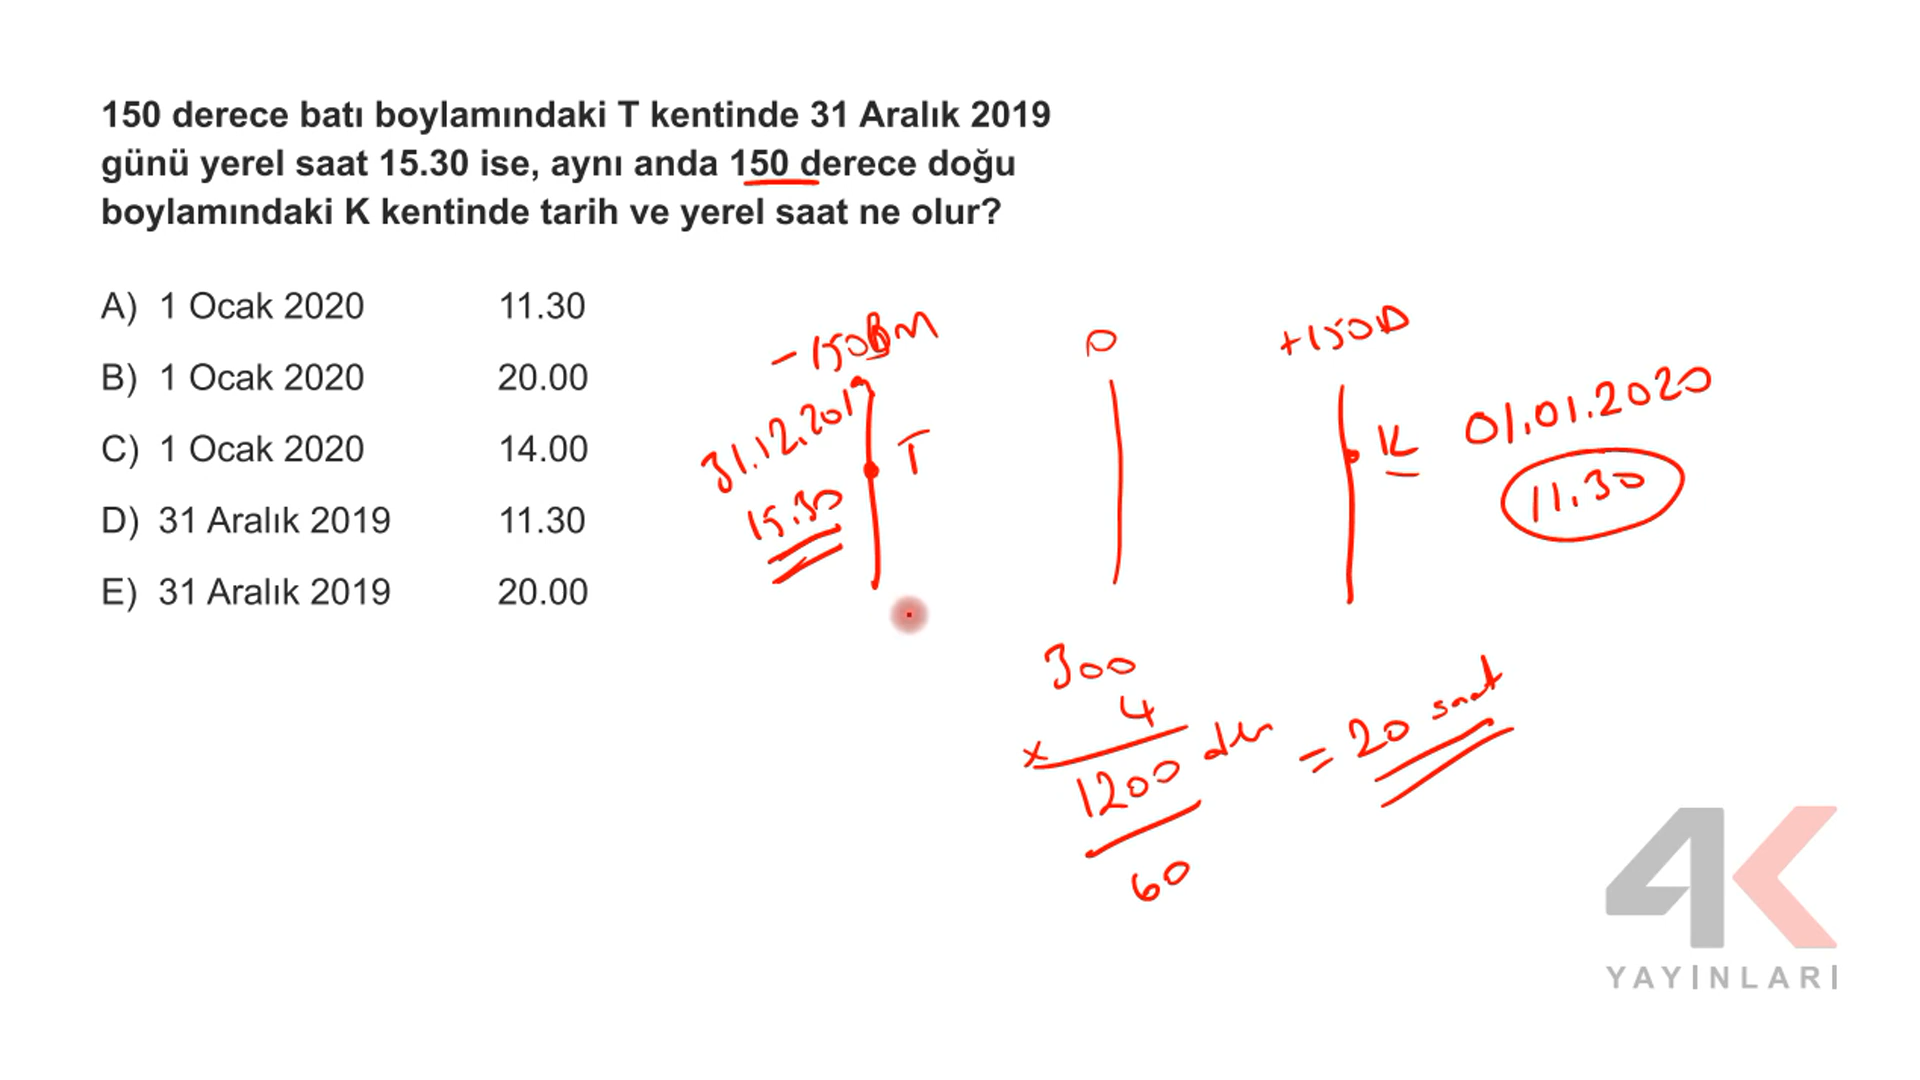 150 derece batı boylamındaki T kentinde 31 Aralık 2019
günü yerel saat 15.30 ise, aynı anda 150 derece doğu
boylamındaki K kentinde tarih ve yerel saat ne olur?
A) 1 Ocak 2020 11.30
B) 1 Ocak 2020 20.00
C) 1 Ocak 2020 14.00
D) 31 Aralık 2019 11.30
E) 31 Aralık 2019 20.00
-150BM
0
+150D
31.12.2019
15.30
T
K
01.01.2020
11.30
300
x 4
1200 = 20 saat
60
4K
YAYINLARI